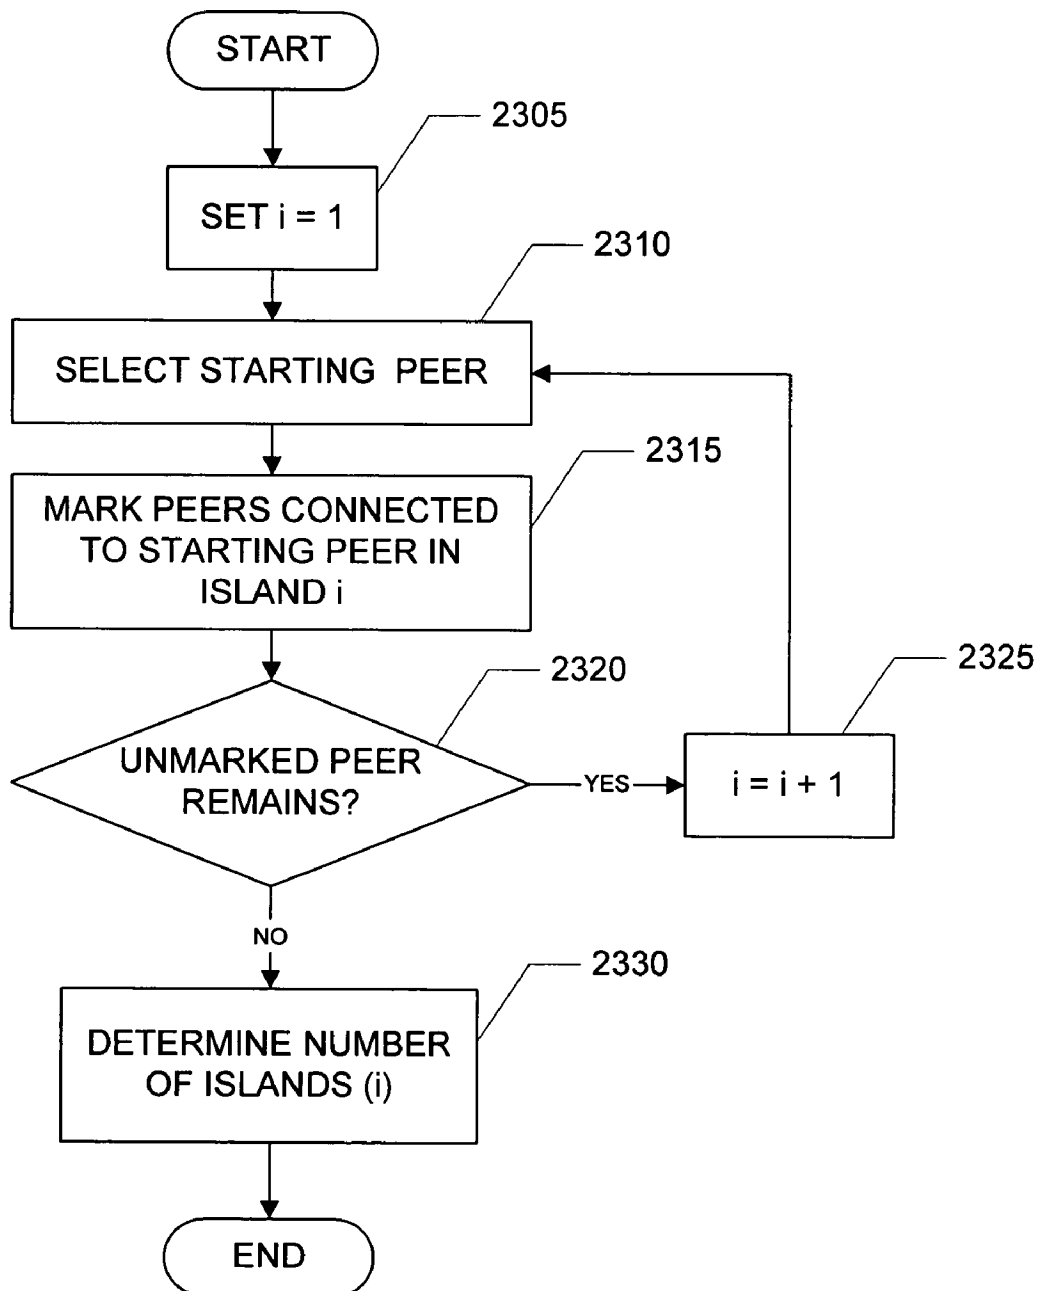 START
2305
SET i = 1
2310
SELECT STARTING PEER
2315
MARK PEERS CONNECTED
TO STARTING PEER IN
ISLAND i
2320
UNMARKED PEER
REMAINS?
YES
2325
i = i + 1
NO
2330
DETERMINE NUMBER
OF ISLANDS (i)
END